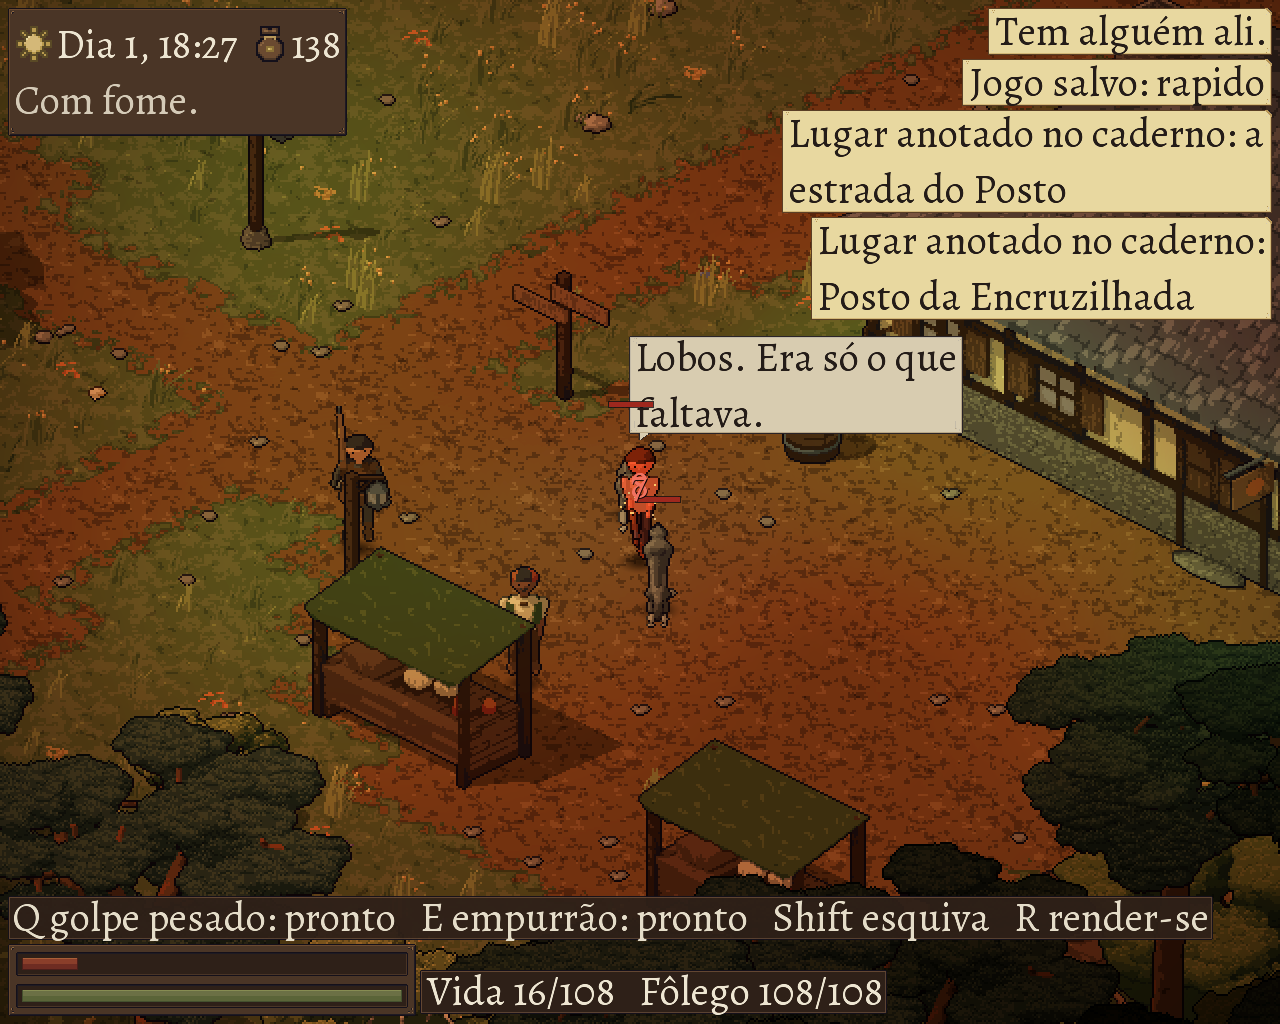 Dia 1, 18:27 138
Com fome.
Tem alguém ali.
Jogo salvo: rapido
Lugar anotado no caderno: a
estrada do Posto
Lugar anotado no caderno:
Posto da Encruzilhada
Lobos. Era só o que
faltava.
Q golpe pesado: pronto E empurrão: pronto Shift esquiva R render-se
Vida 16/108 Fôlego 108/108